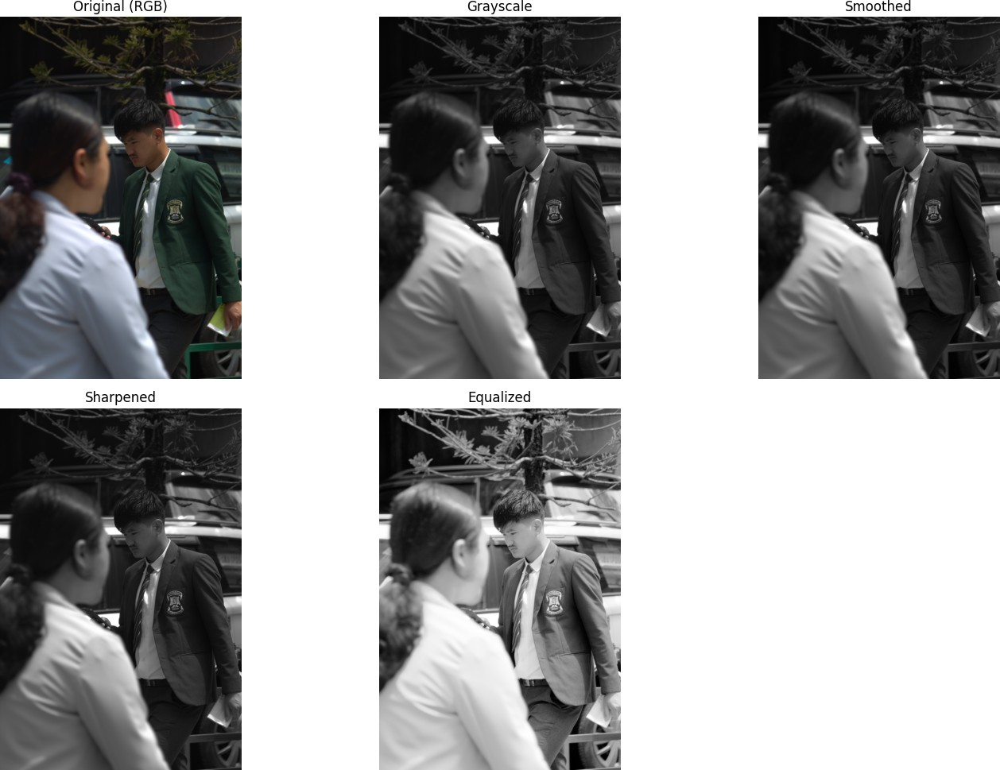 Original (RGB)
Grayscale
Smoothed
Sharpened
Equalized